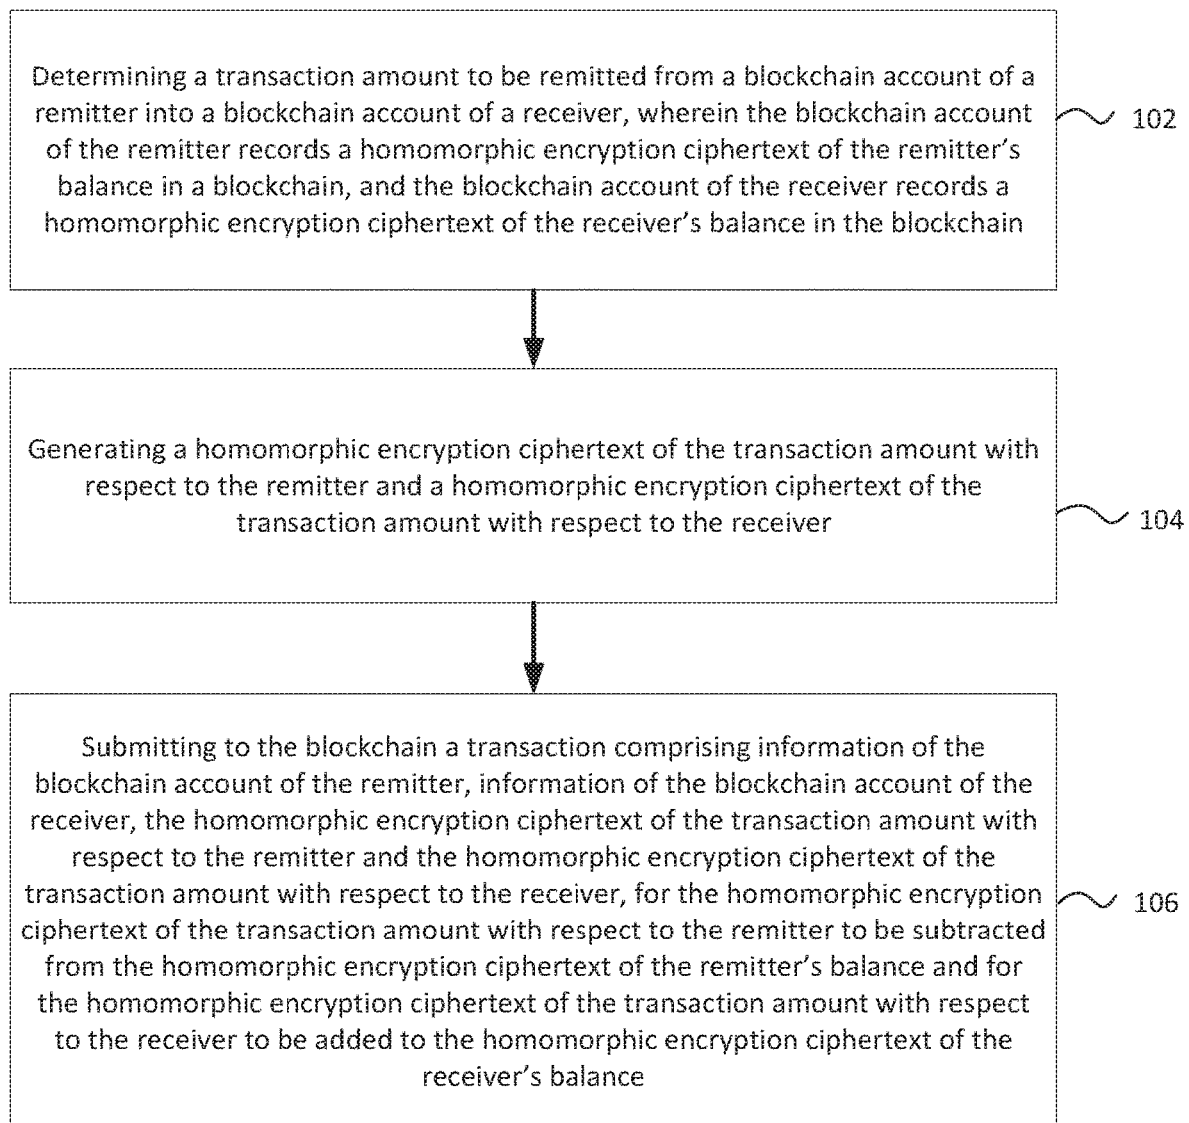 Determining a transaction amount to be remitted from a blockchain account of a
remitter into a blockchain account of a receiver, wherein the blockchain account
of the remitter records a homomorphic encryption ciphertext of the remitter's
balance in a blockchain, and the blockchain account of the receiver records a
homomorphic encryption ciphertext of the receiver's balance in the blockchain
102
Generating a homomorphic encryption ciphertext of the transaction amount with
respect to the remitter and a homomorphic encryption ciphertext of the
transaction amount with respect to the receiver
104
Submitting to the blockchain a transaction comprising information of the
blockchain account of the remitter, information of the blockchain account of the
receiver, the homomorphic encryption ciphertext of the transaction amount with
respect to the remitter and the homomorphic encryption ciphertext of the
transaction amount with respect to the receiver, for the homomorphic encryption
ciphertext of the transaction amount with respect to the remitter to be subtracted
from the homomorphic encryption ciphertext of the remitter's balance and for
the homomorphic encryption ciphertext of the transaction amount with respect
to the receiver to be added to the homomorphic encryption ciphertext of the
receiver's balance
106